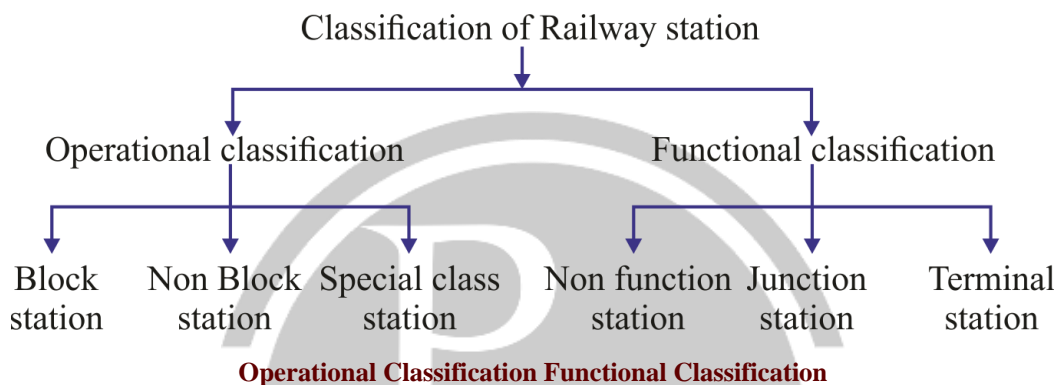 Classification of Railway station
Operational classification Functional classification
Block Non Block Special class Non function Junction Terminal
station station station station station station
Operational Classification Functional Classification